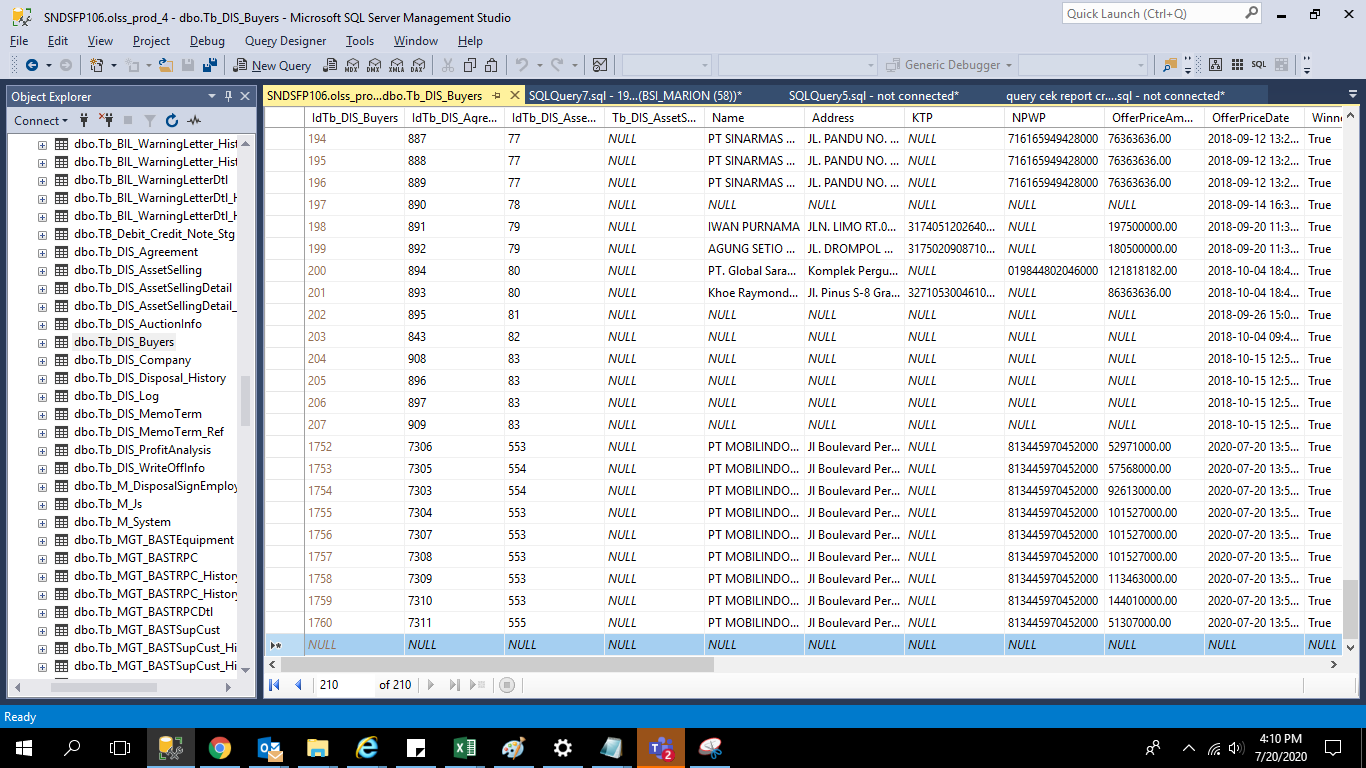 SNDSFP106.olss_prod_4 - dbo.Tb_DIS_Buyers - Microsoft SQL Server Management Studio
Quick Launch (Ctrl+Q)
File Edit View Project Debug Query Designer Tools Window Help
New Query MDX DMX XMLA DAX Generic Debugger SQL
Object Explorer
SNDSFP106.olss_pro...dbo.Tb_DIS_Buyers SQLQuery7.sql - 19...(BSI_MARION (58))* SQLQuery5.sql - not connected* query cek report cr....sql - not connected*
Connect
dbo.Tb_BIL_WarningLetter_Hist
dbo.Tb_BIL_WarningLetter_Hist
dbo.Tb_BIL_WarningLetterDtl
dbo.Tb_BIL_WarningLetterDtl_H
dbo.Tb_BIL_WarningLetterDtl_H
dbo.TB_Debit_Credit_Note_Stg
dbo.Tb_DIS_Agreement
dbo.Tb_DIS_AssetSelling
dbo.Tb_DIS_AssetSellingDetail
dbo.Tb_DIS_AssetSellingDetail_
dbo.Tb_DIS_AuctionInfo
dbo.Tb_DIS_Buyers
dbo.Tb_DIS_Company
dbo.Tb_DIS_Disposal_History
dbo.Tb_DIS_Log
dbo.Tb_DIS_MemoTerm
dbo.Tb_DIS_MemoTerm_Ref
dbo.Tb_DIS_ProfitAnalysis
dbo.Tb_DIS_WriteOffInfo
dbo.Tb_M_DisposalSignEmploy
dbo.Tb_M_Js
dbo.Tb_M_System
dbo.Tb_MGT_BASTEquipment
dbo.Tb_MGT_BASTRPC
dbo.Tb_MGT_BASTRPC_History
dbo.Tb_MGT_BASTRPC_History
dbo.Tb_MGT_BASTRPCDtl
dbo.Tb_MGT_BASTSupCust
dbo.Tb_MGT_BASTSupCust_Hi
dbo.Tb_MGT_BASTSupCust_Hi
IdTb_DIS_Buyers IdTb_DIS_Agre... IdTb_DIS_Asse... Tb_DIS_AssetS... Name Address KTP NPWP OfferPriceAm... OfferPriceDate Winne
194 887 77 NULL PT SINARMAS ... JL. PANDU NO. ... NULL 716165949428000 76363636.00 2018-09-12 13:2... True
195 888 77 NULL PT SINARMAS ... JL. PANDU NO. ... NULL 716165949428000 76363636.00 2018-09-12 13:2... True
196 889 77 NULL PT SINARMAS ... JL. PANDU NO. ... NULL 716165949428000 76363636.00 2018-09-12 13:2... True
197 890 78 NULL NULL NULL NULL NULL NULL 2018-09-14 16:3... True
198 891 79 NULL IWAN PURNAMA JLN. LIMO RT.0... 3174051202640... NULL 197500000.00 2018-09-20 11:3... True
199 892 79 NULL AGUNG SETIO ... JL. DROMPOL ... 3175020908710... NULL 180500000.00 2018-09-20 11:3... True
200 894 80 NULL PT. Global Sara... Komplek Pergu... NULL 019844802046000 121818182.00 2018-10-04 18:4... True
201 893 80 NULL Khoe Raymond... Jl. Pinus S-8 Gra... 3271053004610... NULL 86363636.00 2018-10-04 18:4... True
202 895 81 NULL NULL NULL NULL NULL NULL 2018-09-26 15:0... True
203 843 82 NULL NULL NULL NULL NULL NULL 2018-10-04 09:4... True
204 908 83 NULL NULL NULL NULL NULL NULL 2018-10-15 12:5... True
205 896 83 NULL NULL NULL NULL NULL NULL 2018-10-15 12:5... True
206 897 83 NULL NULL NULL NULL NULL NULL 2018-10-15 12:5... True
207 909 83 NULL NULL NULL NULL NULL NULL 2018-10-15 12:5... True
1752 7306 553 NULL PT MOBILINDO... Jl Boulevard Per... NULL 813445970452000 52971000.00 2020-07-20 13:5... True
1753 7305 554 NULL PT MOBILINDO... Jl Boulevard Per... NULL 813445970452000 57568000.00 2020-07-20 13:5... True
1754 7303 554 NULL PT MOBILINDO... Jl Boulevard Per... NULL 813445970452000 92613000.00 2020-07-20 13:5... True
1755 7304 553 NULL PT MOBILINDO... Jl Boulevard Per... NULL 813445970452000 101527000.00 2020-07-20 13:5... True
1756 7307 553 NULL PT MOBILINDO... Jl Boulevard Per... NULL 813445970452000 101527000.00 2020-07-20 13:5... True
1757 7308 553 NULL PT MOBILINDO... Jl Boulevard Per... NULL 813445970452000 101527000.00 2020-07-20 13:5... True
1758 7309 553 NULL PT MOBILINDO... Jl Boulevard Per... NULL 813445970452000 113463000.00 2020-07-20 13:5... True
1759 7310 553 NULL PT MOBILINDO... Jl Boulevard Per... NULL 813445970452000 144010000.00 2020-07-20 13:5... True
1760 7311 555 NULL PT MOBILINDO... Jl Boulevard Per... NULL 813445970452000 51307000.00 2020-07-20 13:5... True
NULL NULL NULL NULL NULL NULL NULL NULL NULL NULL NULL
210 of 210
Ready
4:10 PM
7/20/2020